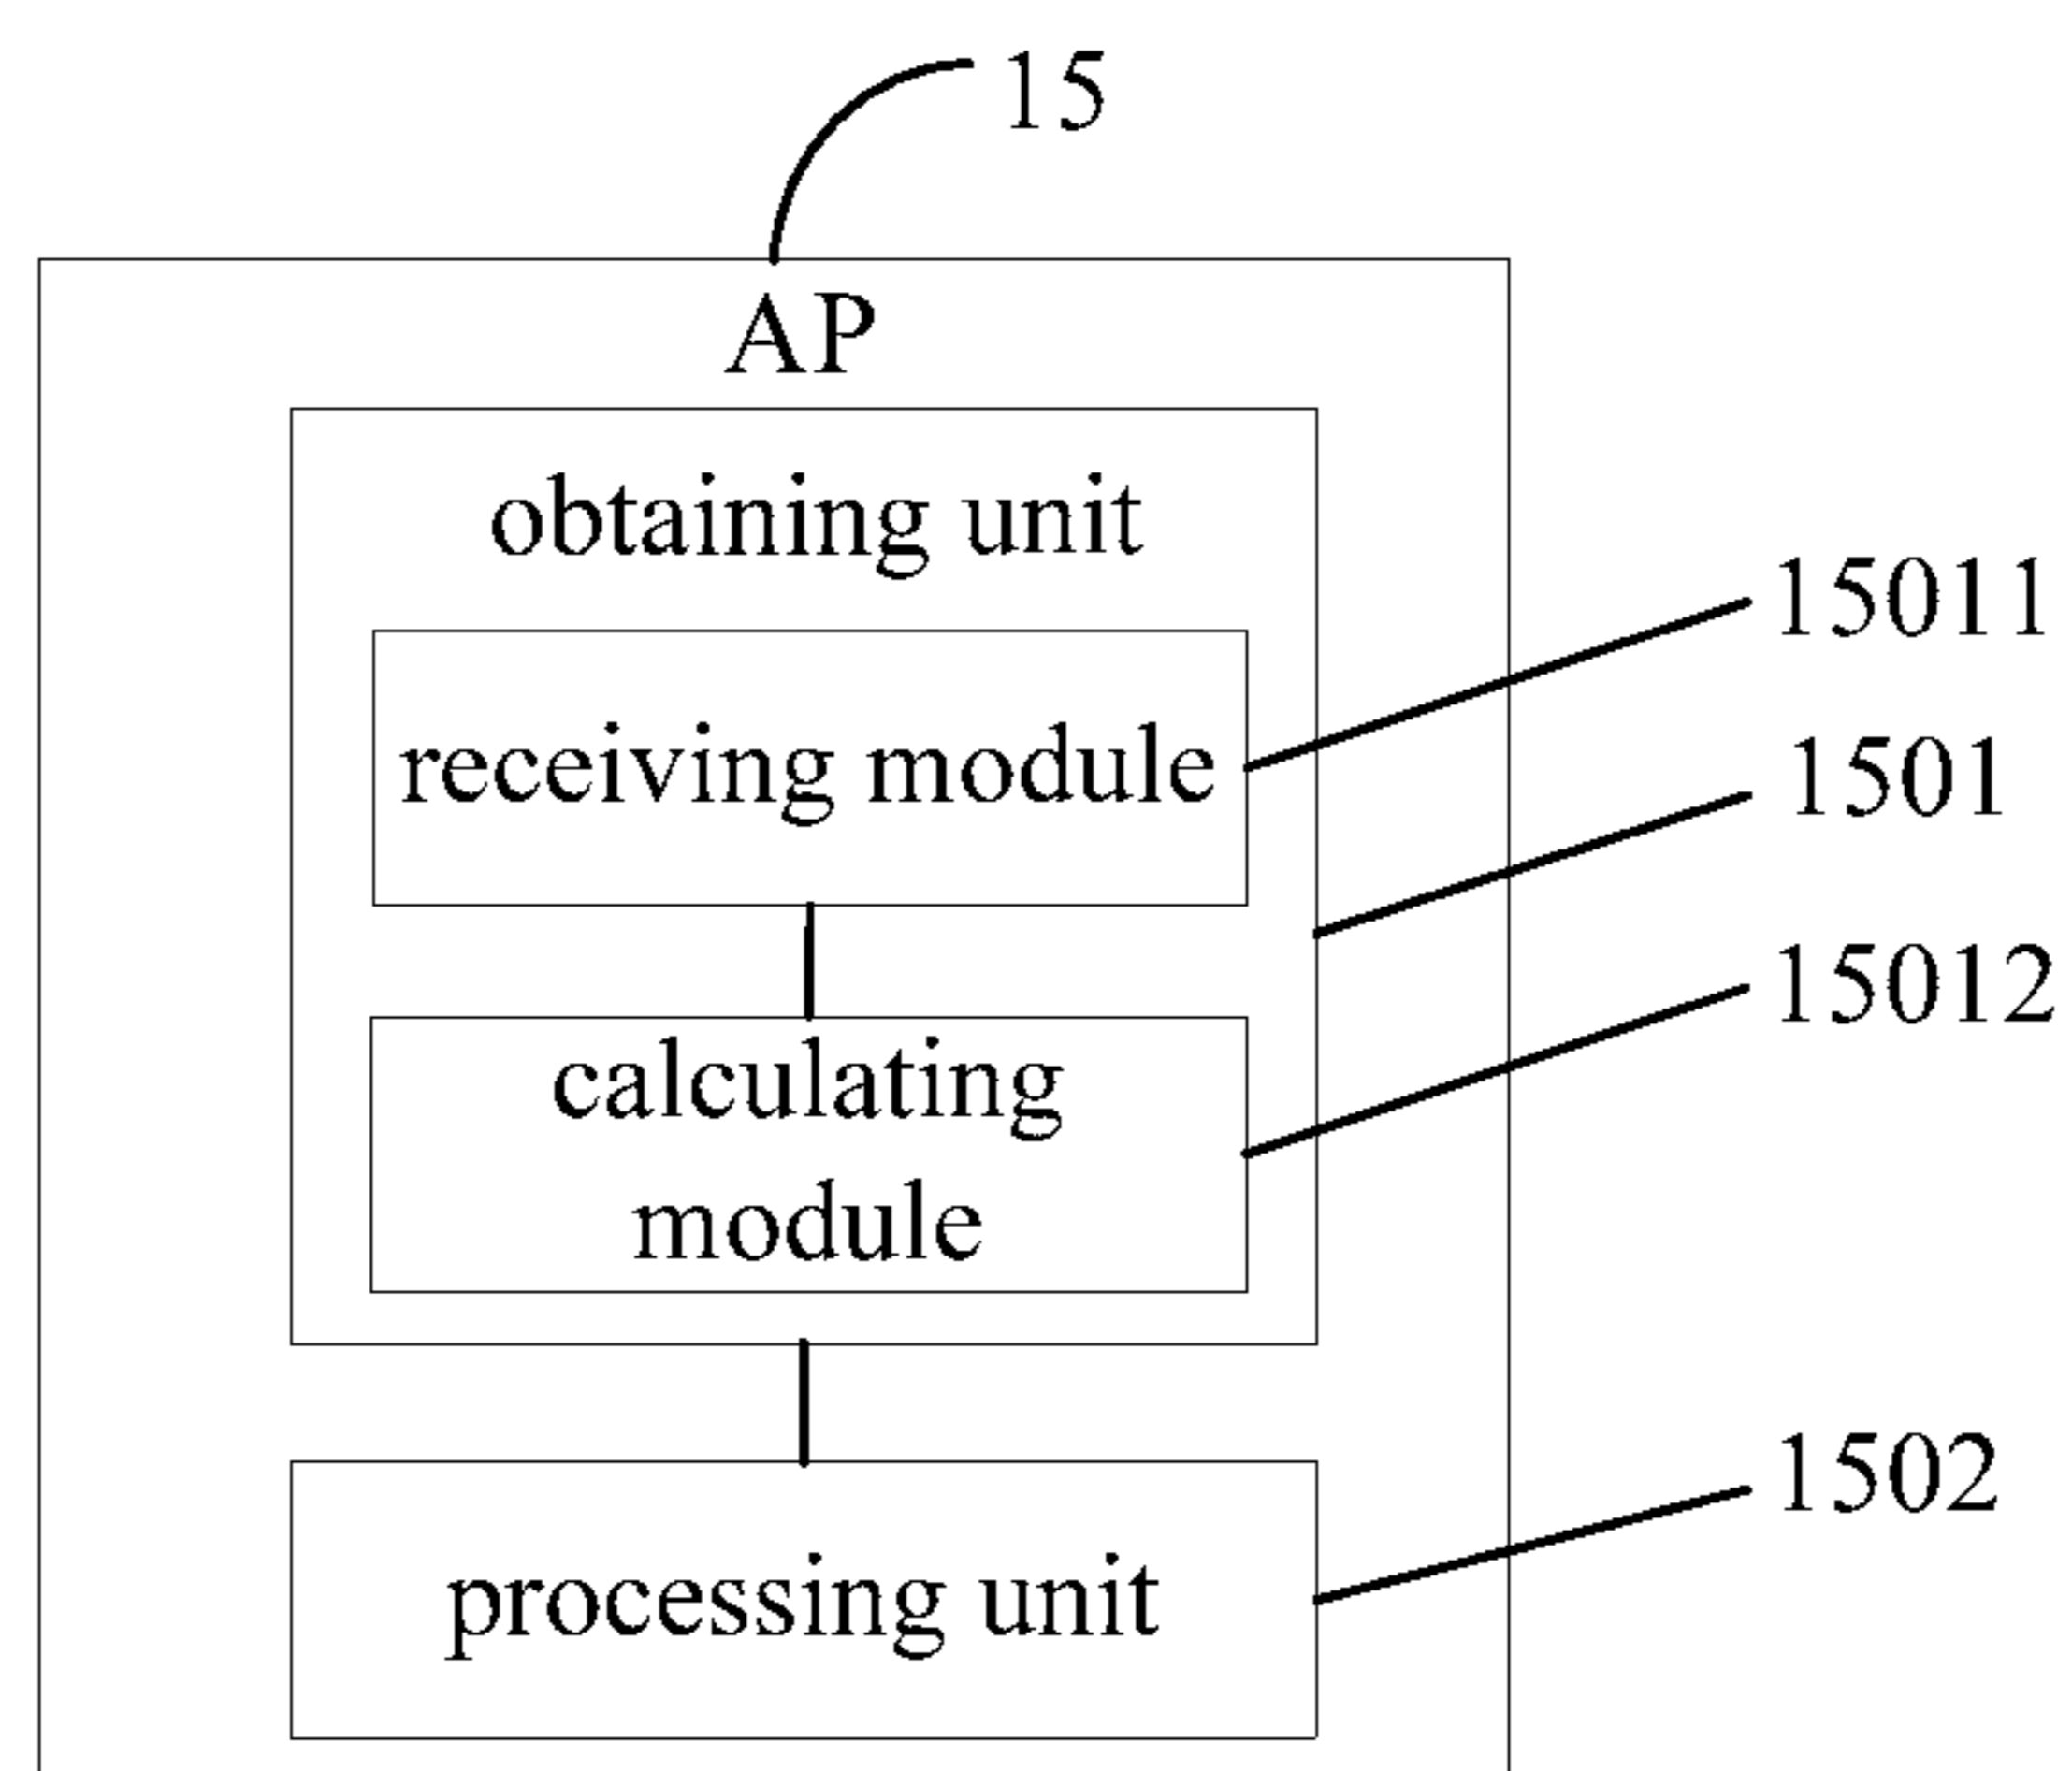 15
AP
obtaining unit
15011
receiving module
1501
15012
calculating
module
1502
processing unit